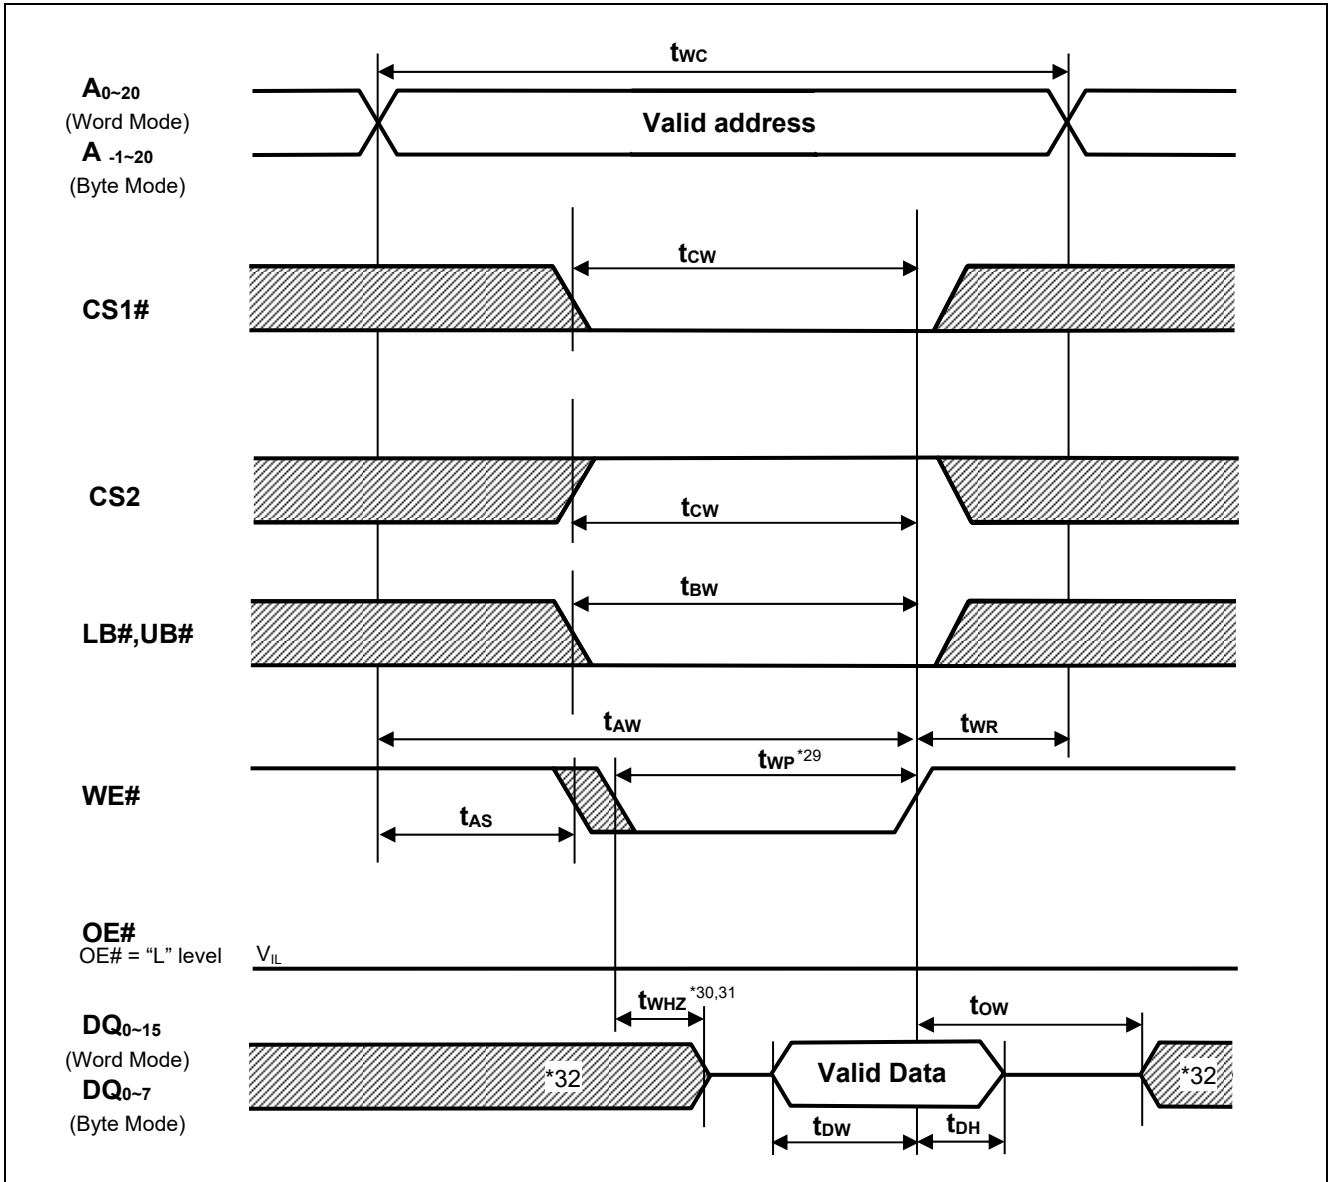 tWC
A0~20
(Word Mode)
A -1~20
(Byte Mode)
Valid address
tCW
CS1#
CS2
tCW
tBW
LB#,UB#
tAW
tWR
tWP *29
WE#
tAS
OE#
OE# = “L” level
VIL
tWHZ *30,31
tOW
DQ0~15
(Word Mode)
DQ0~7
(Byte Mode)
*32
Valid Data
*32
tDW
tDH